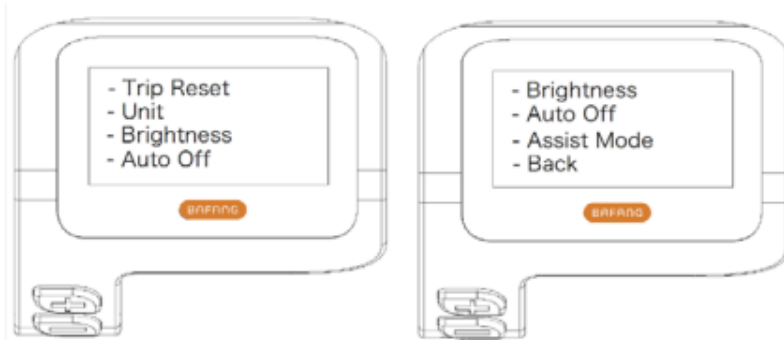 - Trip Reset
- Unit
- Brightness
- Auto Off
BAFANG
- Brightness
- Auto Off
- Assist Mode
- Back
BAFANG